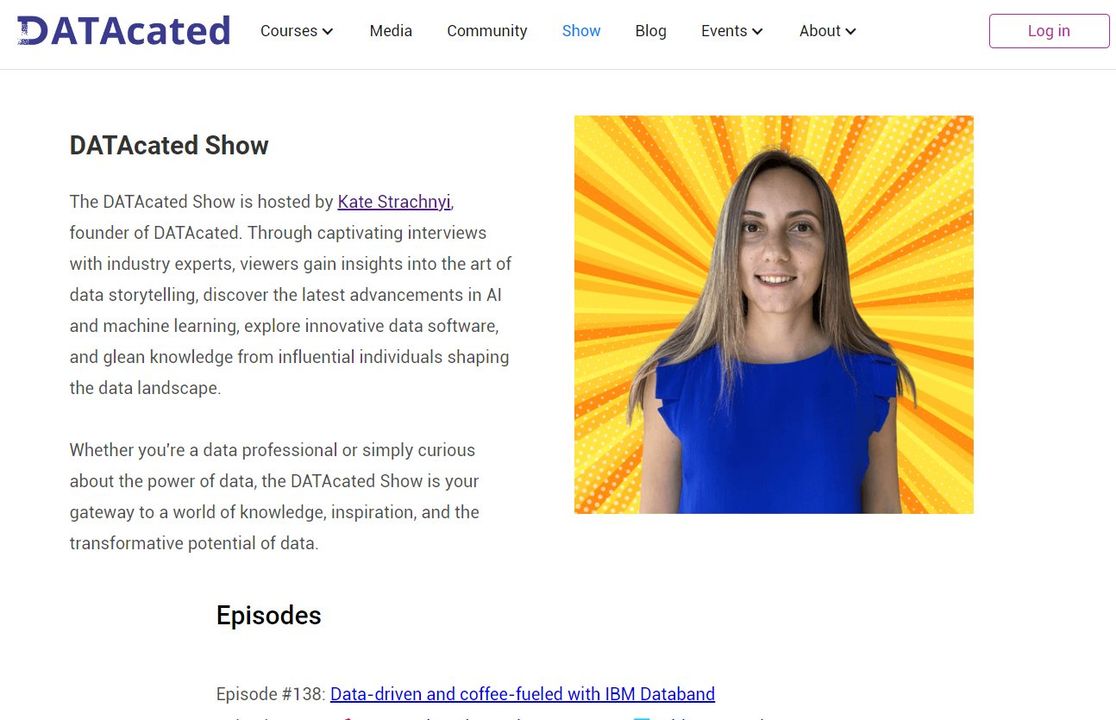 DATAcated
Courses
Media
Community
Show
Blog
Events
About
Log in
DATAcated Show
The DATAcated Show is hosted by Kate Strachnyi,
founder of DATAcated. Through captivating interviews
with industry experts, viewers gain insights into the art of
data storytelling, discover the latest advancements in AI
and machine learning, explore innovative data software,
and glean knowledge from influential individuals shaping
the data landscape.
Whether you're a data professional or simply curious
about the power of data, the DATAcated Show is your
gateway to a world of knowledge, inspiration, and the
transformative potential of data.
Episodes
Episode #138: Data-driven and coffee-fueled with IBM Databand